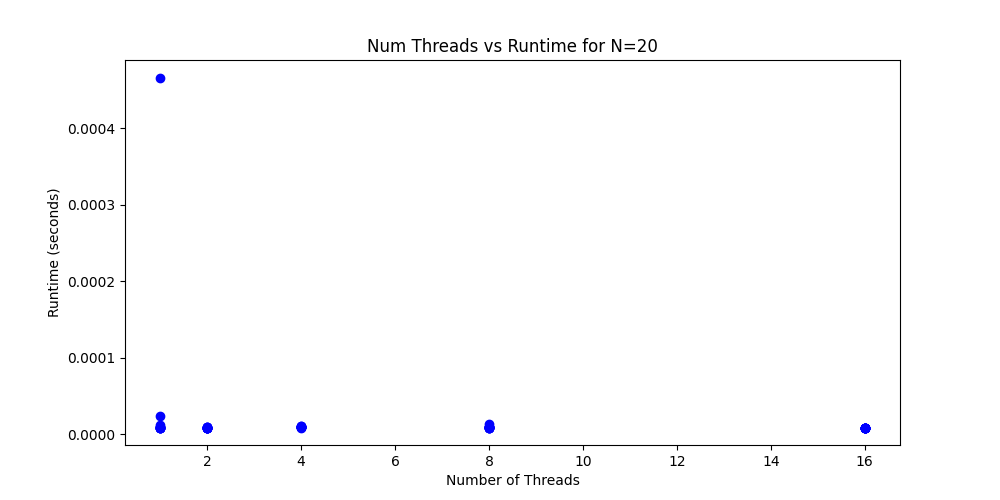 Num Threads vs Runtime for N=20
0.0004
0.0003
0.0002
0.0001
0.0000
Runtime (seconds)
2 4 6 8 10 12 14 16
Number of Threads